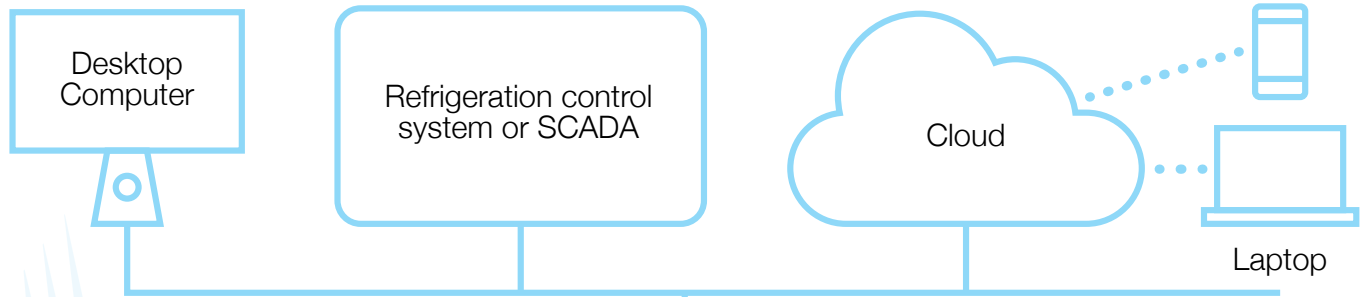 Desktop
Computer
Refrigeration control
system or SCADA
Cloud
Laptop